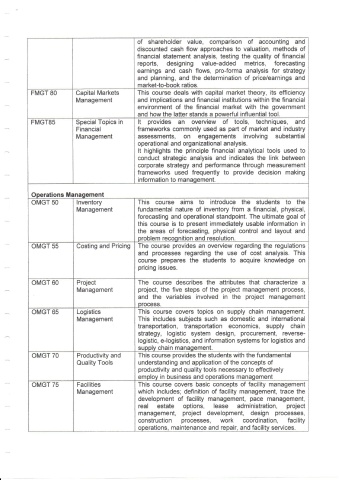 of shareholder value, comparison of accounting and
discounted cash flow approaches to valuation, methods of
financial statement analysis, testing the quality of financial
reports, designing value-added metrics, forecasting
earnings and cash flows, pro-forma analysis for strategy
and planning, and the determination of price/earnings and
market-to-book ratios.
FMGT 80 Capital Markets Management
This course deals with capital market theory, its efficiency
and implications and financial institutions within the financial
environment of the financial market with the government
and how the latter stands a powerful influential tool.
FMGT85 Special Topics in Financial Management
It provides an overview of tools, techniques, and
frameworks commonly used as part of market and industry
assessments, on engagements involving substantial
operational and organizational analysis.
It highlights the principle financial analytical tools used to
conduct strategic analysis and indicates the link between
corporate strategy and performance through measurement
frameworks used frequently to provide decision making
information to management.
Operations Management
OMGT 50 Inventory Management
This course aims to introduce the students to the
fundamental nature of inventory from a financial, physical,
forecasting and operational standpoint. The ultimate goal of
this course is to present immediately usable information in
the areas of forecasting, physical control and layout and
problem recognition and resolution.
OMGT 55 Costing and Pricing
The course provides an overview regarding the regulations
and processes regarding the use of cost analysis. This
course prepares the students to acquire knowledge on
pricing issues.
OMGT 60 Project Management
The course describes the attributes that characterize a
project, the five steps of the project management process,
and the variables involved in the project management
process.
OMGT 65 Logistics Management
This course covers topics on supply chain management.
This includes subjects such as domestic and international
transportation, transportation economics, supply chain
strategy, logistic system design, procurement, reverse-
logistic, e-logistics, and information systems for logistics and
supply chain management.
OMGT 70 Productivity and Quality Tools
This course provides the students with the fundamental
understanding and application of the concepts of
productivity and quality tools necessary to effectively
employ in business and operations management
OMGT 75 Facilities Management
This course covers basic concepts of facility management
which includes; definition of facility management, trace the
development of facility management, pace management,
real estate options, lease administration, project
management, project development, design processes,
construction processes, work coordination, facility
operations, maintenance and repair, and facility services.